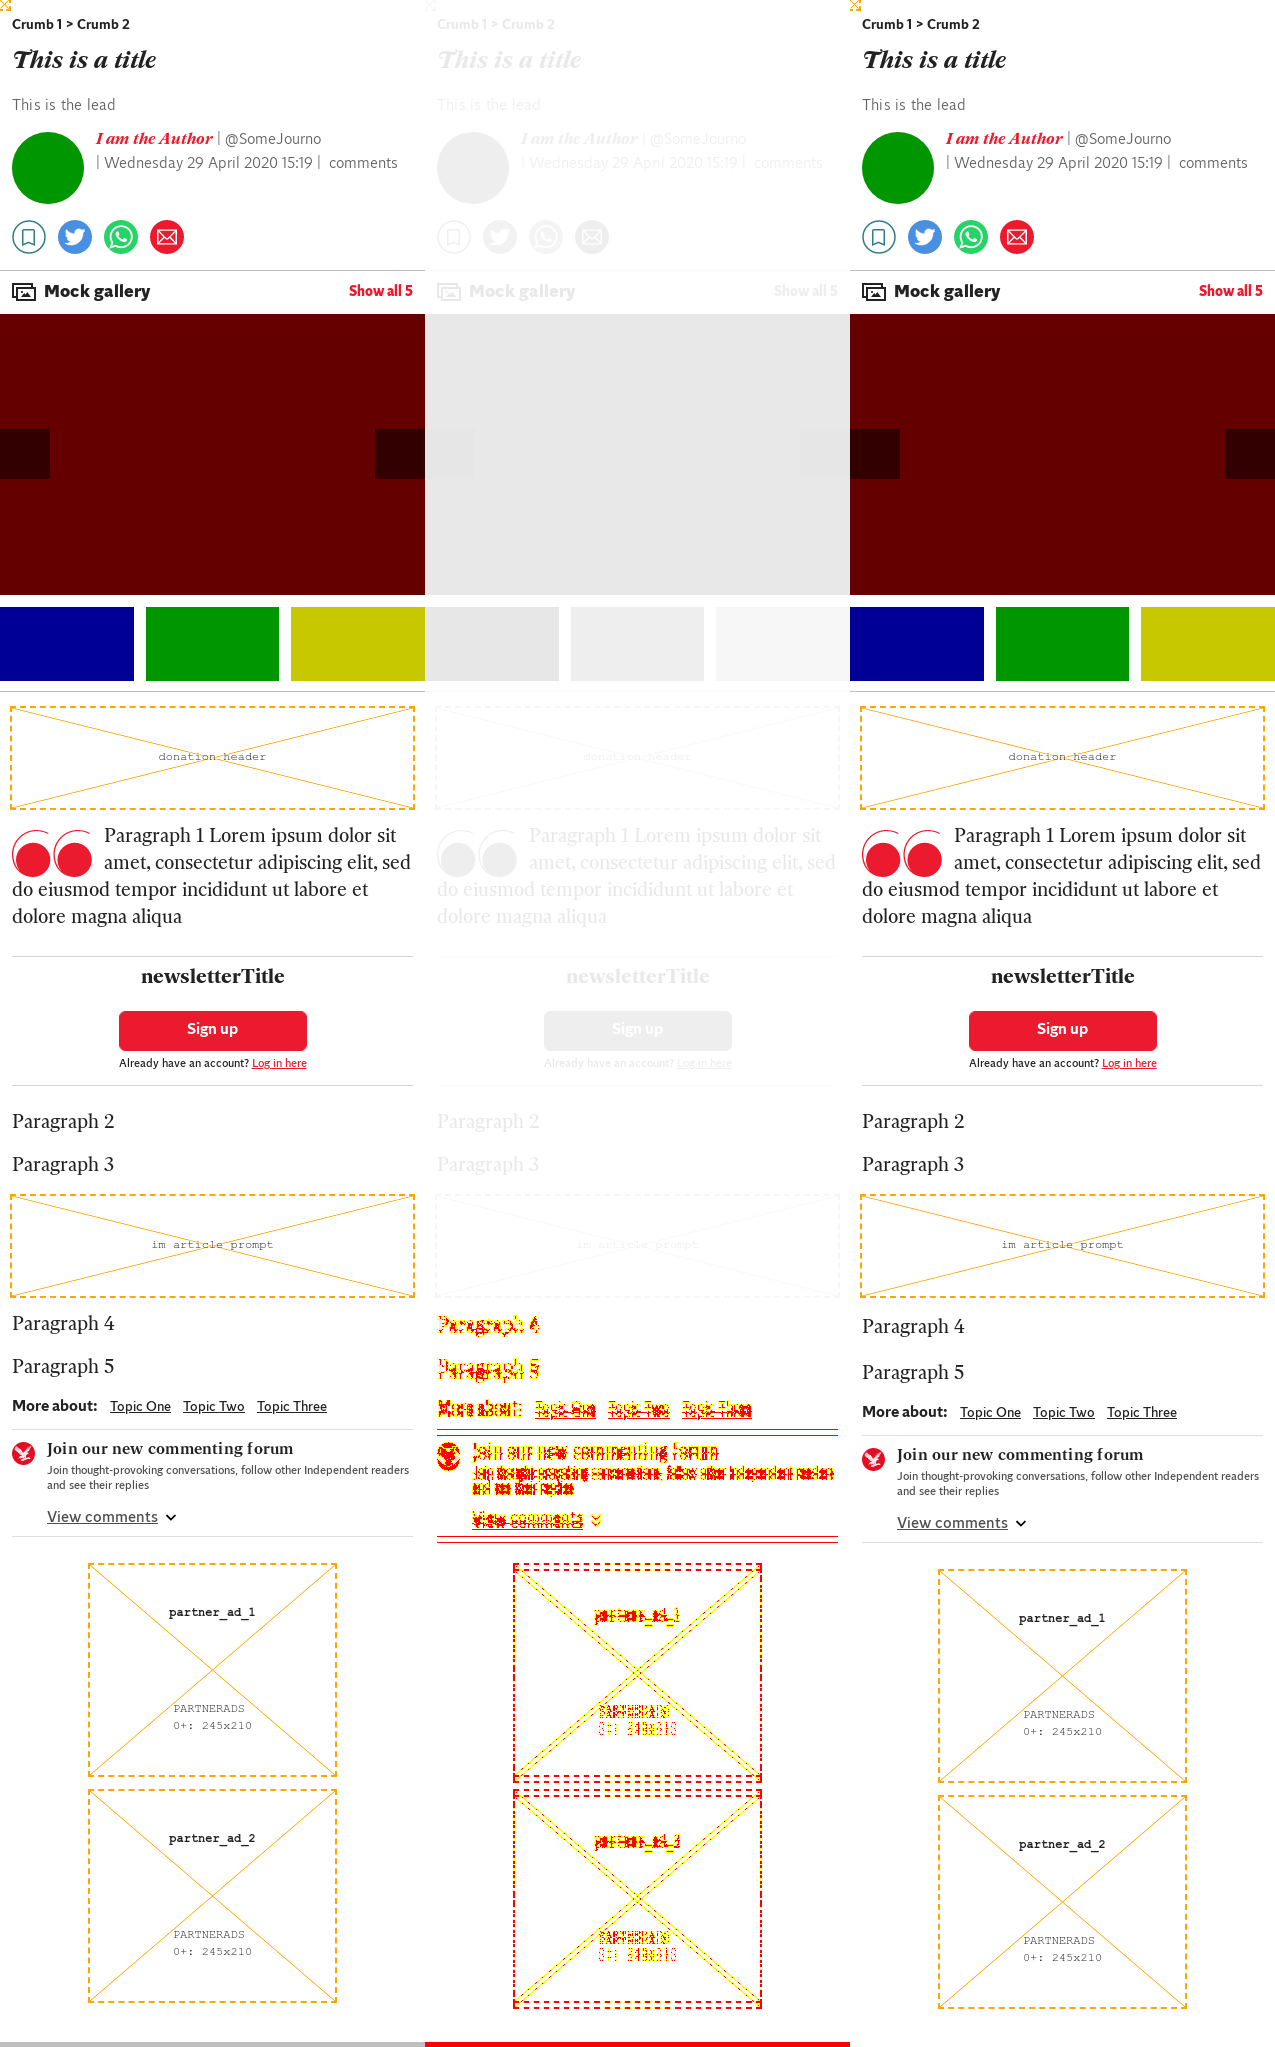 Crumb 1 > Crumb 2
This is a title
This is the lead
I am the Author | @SomeJourno
| Wednesday 29 April 2020 15:19 | comments
Mock gallery
Show all 5
donation header
Paragraph 1 Lorem ipsum dolor sit
amet, consectetur adipiscing elit, sed
do eiusmod tempor incididunt ut labore et
dolore magna aliqua
newsletterTitle
Sign up
Already have an account? Log in here
Paragraph 2
Paragraph 3
im article prompt
Paragraph 4
Paragraph 5
More about: Topic One Topic Two Topic Three
Join our new commenting forum
Join thought-provoking conversations, follow other Independent readers
and see their replies
View comments
partner_ad_1
PARTNERADS
0+: 245x210
partner_ad_2
PARTNERADS
0+: 245x210
Crumb 1 > Crumb 2
This is a title
This is the lead
I am the Author | @SomeJourno
| Wednesday 29 April 2020 15:19 | comments
Mock gallery
Show all 5
donation header
Paragraph 1 Lorem ipsum dolor sit
amet, consectetur adipiscing elit, sed
do eiusmod tempor incididunt ut labore et
dolore magna aliqua
newsletterTitle
Sign up
Already have an account? Log in here
Paragraph 2
Paragraph 3
im article prompt
Paragraph 4
Paragraph 5
More about: Topic One Topic Two Topic Three
Join our new commenting forum
View comments
partner_ad_1
PARTNERADS
0+: 245x210
partner_ad_2
PARTNERADS
0+: 245x210
Crumb 1 > Crumb 2
This is a title
This is the lead
I am the Author | @SomeJourno
| Wednesday 29 April 2020 15:19 | comments
Mock gallery
Show all 5
donation header
Paragraph 1 Lorem ipsum dolor sit
amet, consectetur adipiscing elit, sed
do eiusmod tempor incididunt ut labore et
dolore magna aliqua
newsletterTitle
Sign up
Already have an account? Log in here
Paragraph 2
Paragraph 3
im article prompt
Paragraph 4
Paragraph 5
More about: Topic One Topic Two Topic Three
Join our new commenting forum
Join thought-provoking conversations, follow other Independent readers
and see their replies
View comments
partner_ad_1
PARTNERADS
0+: 245x210
partner_ad_2
PARTNERADS
0+: 245x210